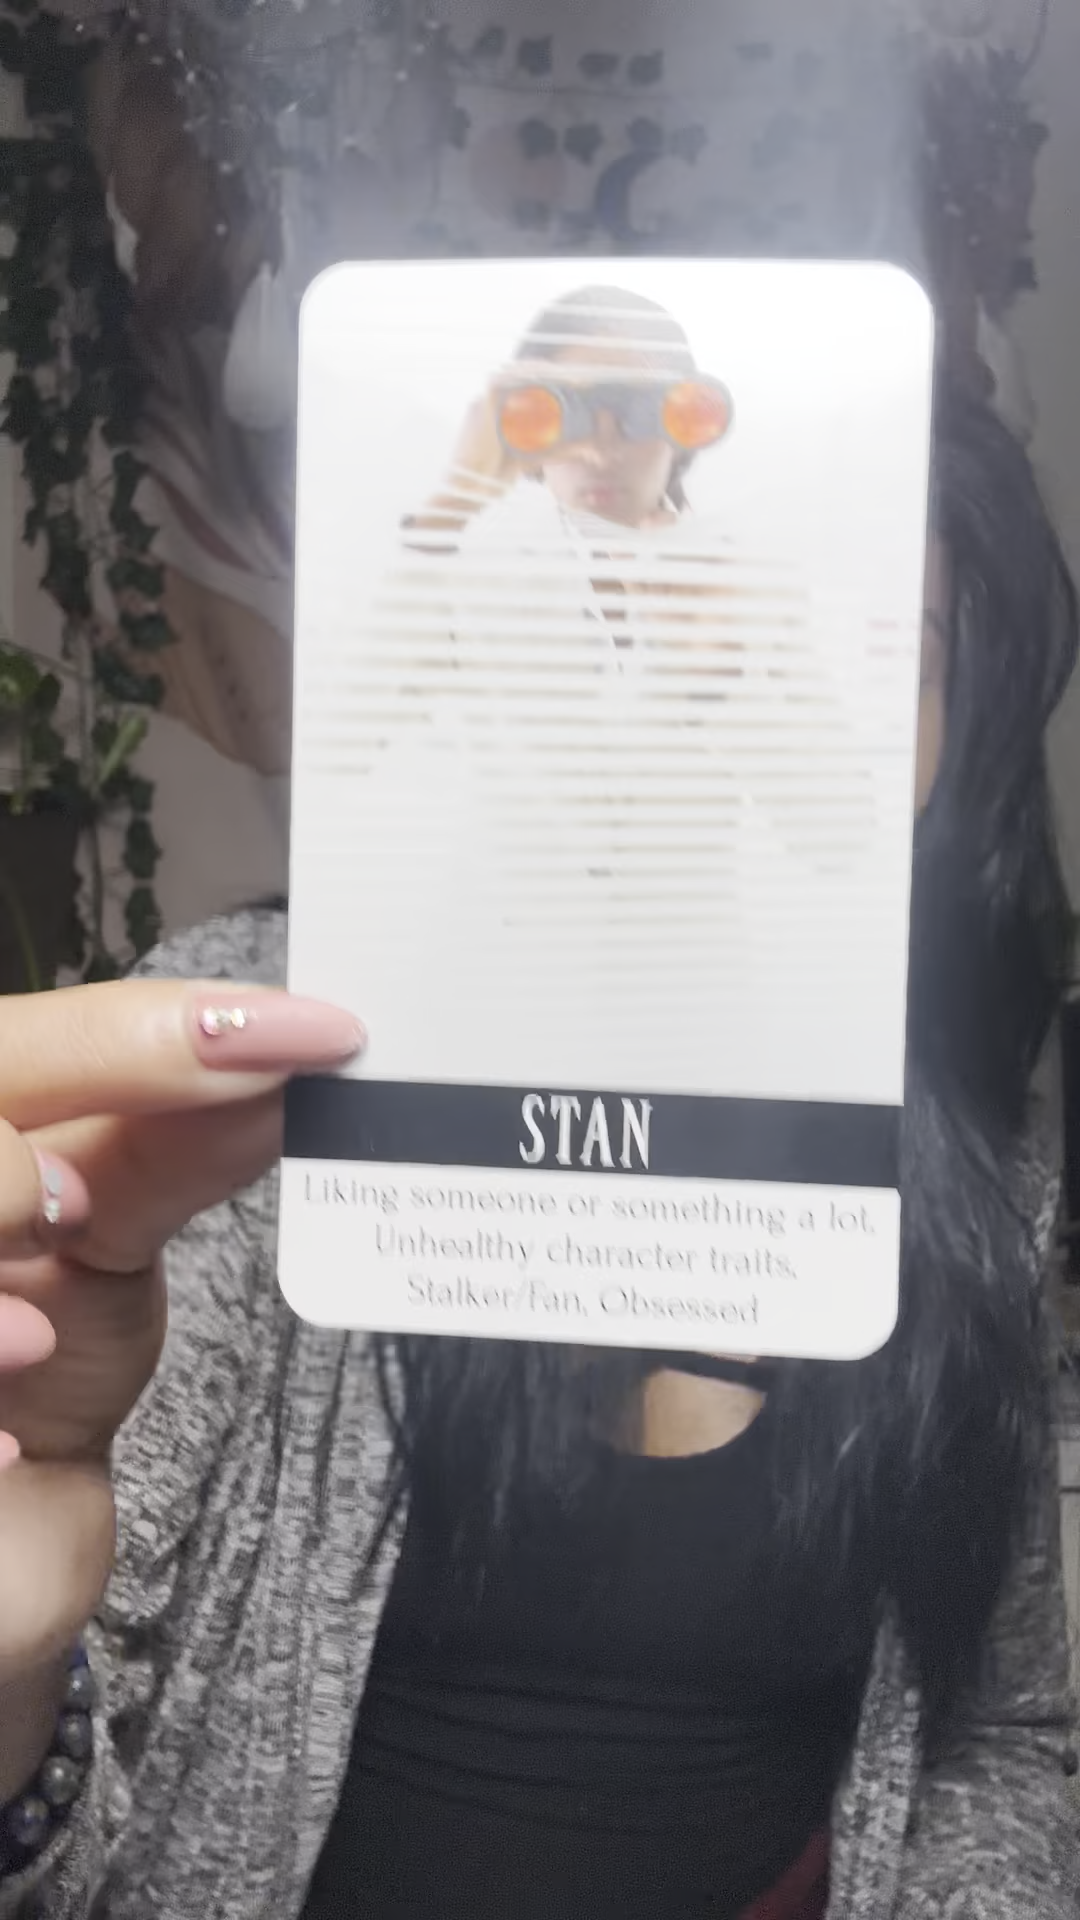 STAN
Liking someone or something a lot.
Unhealthy character traits.
Stalker/Fan, Obsessed